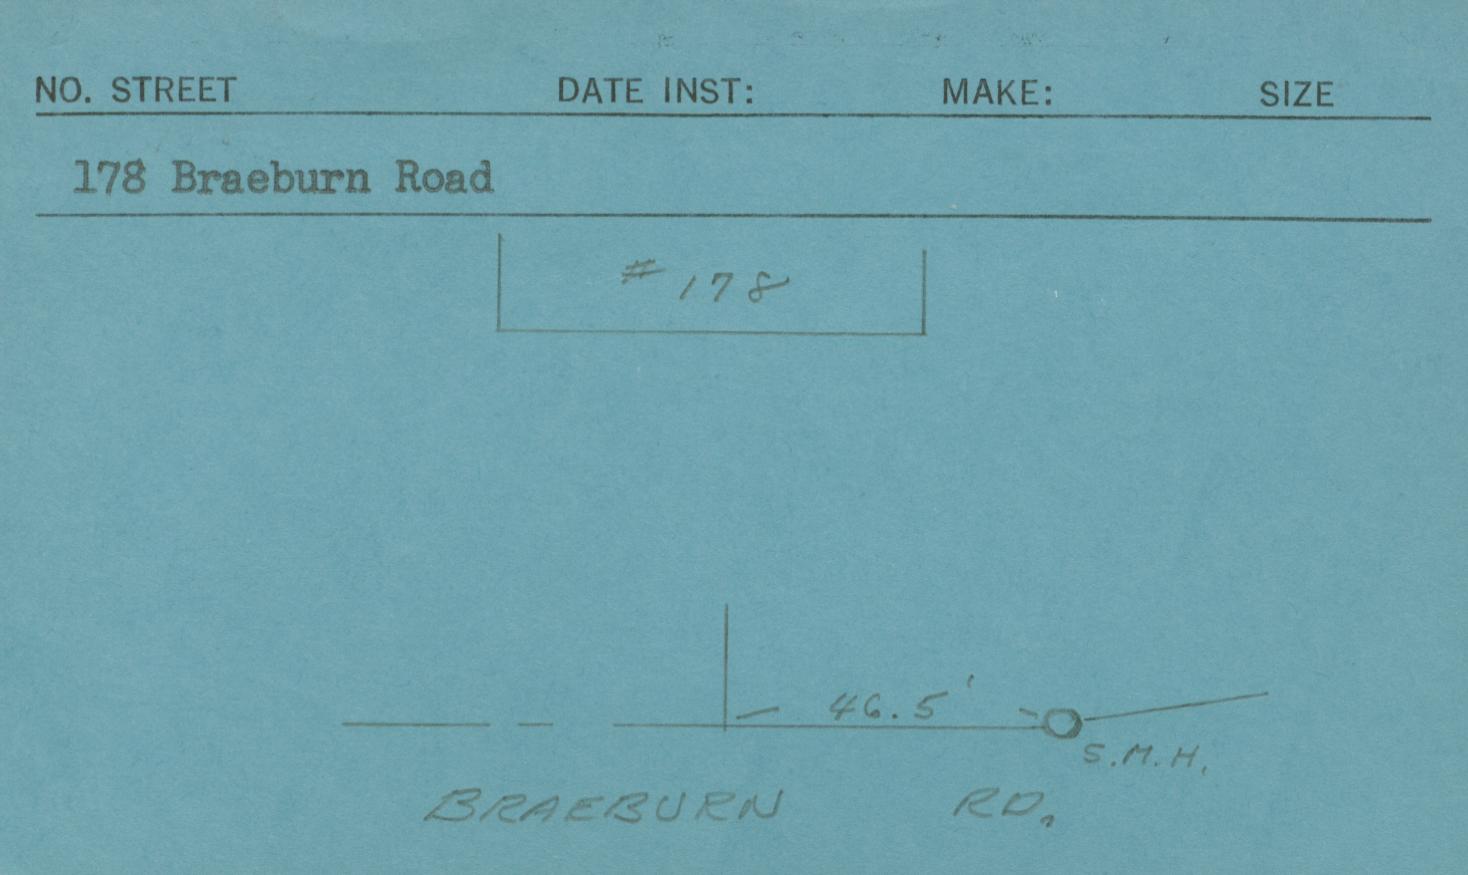 NO. STREET DATE INST: MAKE: SIZE
178 Braeburn Road
# 178
46.5'
S.M.H.
BRAEBURN RD.